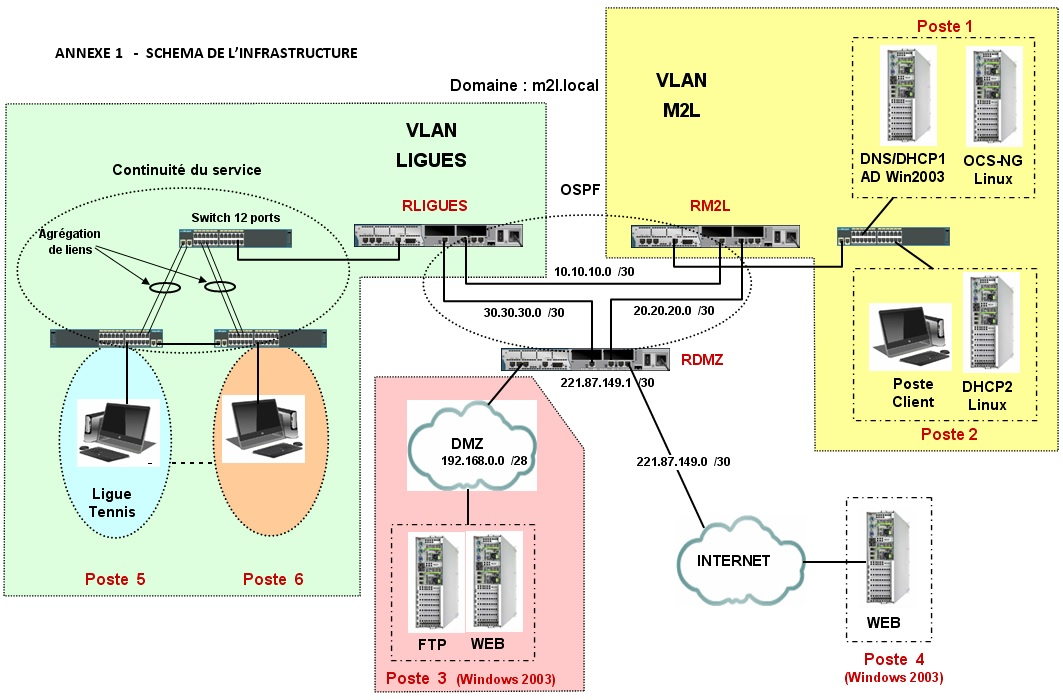 ANNEXE 1 - SCHEMA DE L'INFRASTRUCTURE
Domaine : m2l.local
VLAN
M2L
Poste 1
DNS/DHCP1
AD Win2003
OCS-NG
Linux
VLAN
LIGUES
Continuité du service
Switch 12 ports
Agrégation
de liens
RLIGUES
OSPF
RM2L
10.10.10.0 /30
30.30.30.0 /30
20.20.20.0 /30
RDMZ
221.87.149.1 /30
Poste
Client
DHCP2
Linux
Poste 2
DMZ
192.168.0.0 /28
221.87.149.0 /30
Ligue
Tennis
Poste 5
Poste 6
INTERNET
FTP
WEB
Poste 3 (Windows 2003)
WEB
Poste 4
(Windows 2003)